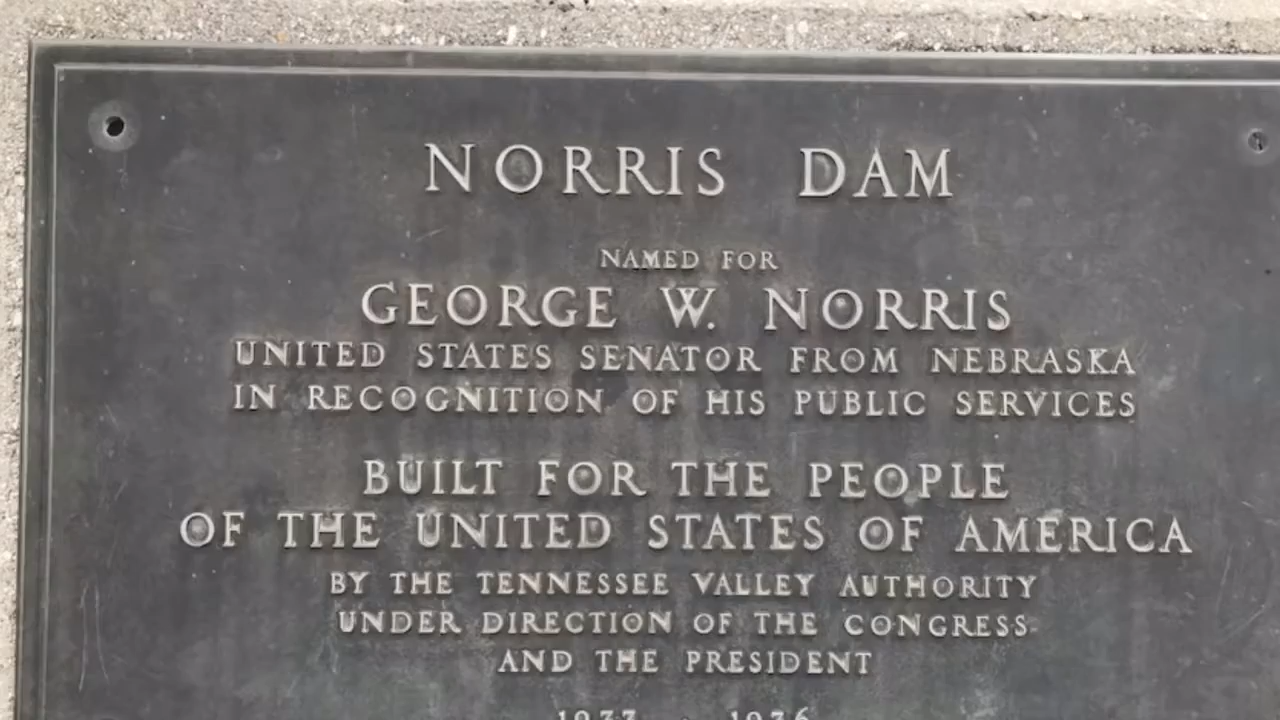 NORRIS DAM
NAMED FOR
GEORGE W. NORRIS
UNITED STATES SENATOR FROM NEBRASKA
IN RECOGNITION OF HIS PUBLIC SERVICES
BUILT FOR THE PEOPLE
OF THE UNITED STATES OF AMERICA
BY THE TENNESSEE VALLEY AUTHORITY
UNDER DIRECTION OF THE CONGRESS
AND THE PRESIDENT
1933 · 1936